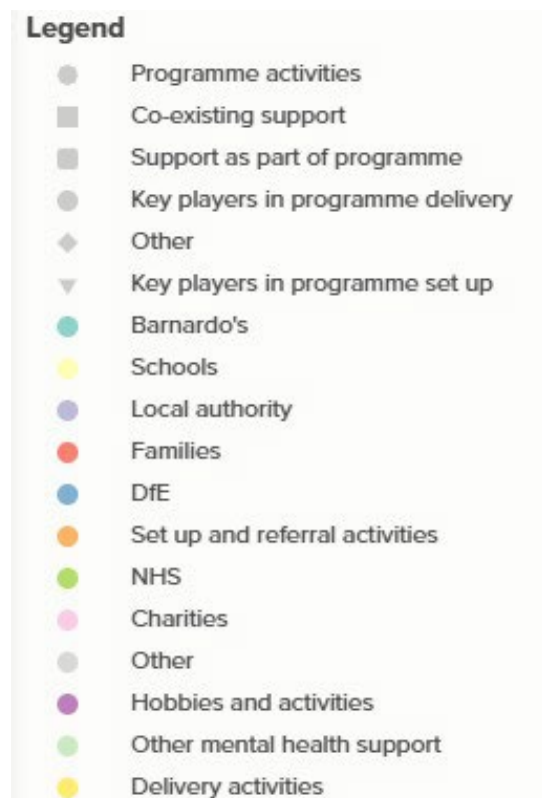 Legend
Programme activities
Co-existing support
Support as part of programme
Key players in programme delivery
Other
Key players in programme set up
Barnardo's
Schools
Local authority
Families
DfE
Set up and referral activities
NHS
Charities
Other
Hobbies and activities
Other mental health support
Delivery activities